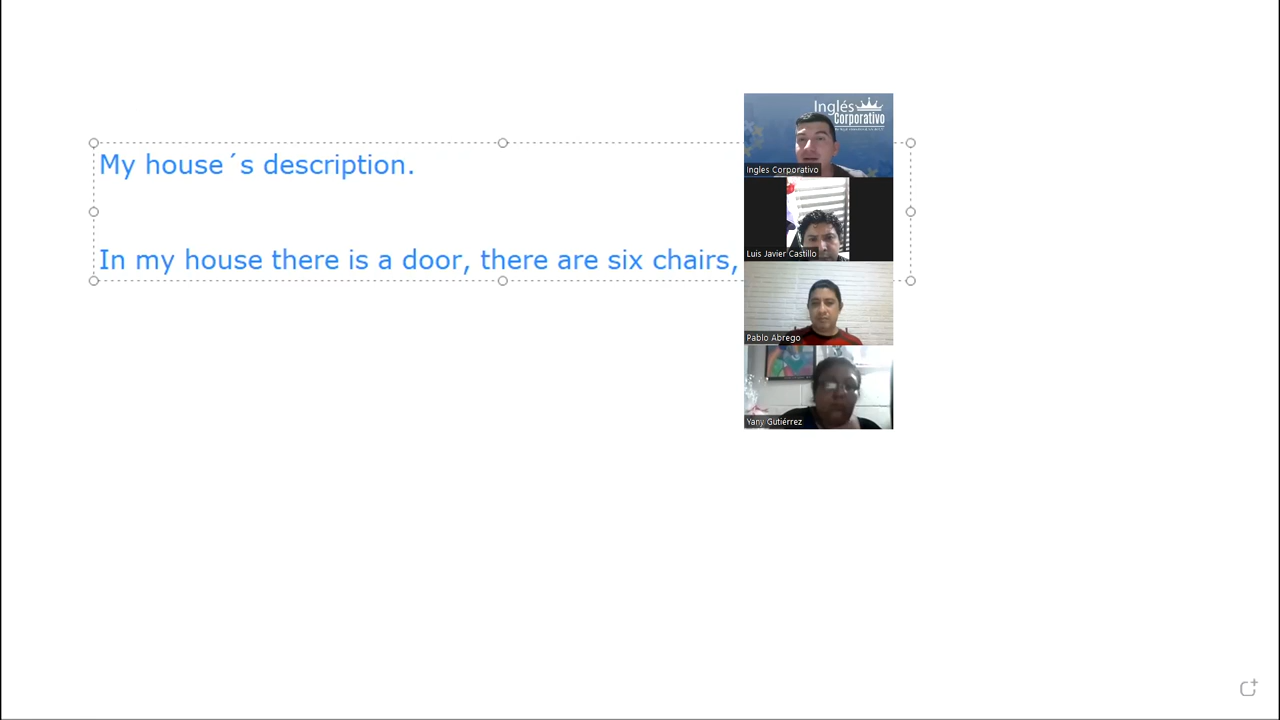 My house´s description.
In my house there is a door, there are six chairs,
Inglés
Corporativo
Ingles Corporativo
Luis Javier Castillo
Pablo Abrego
Yany Gutiérrez